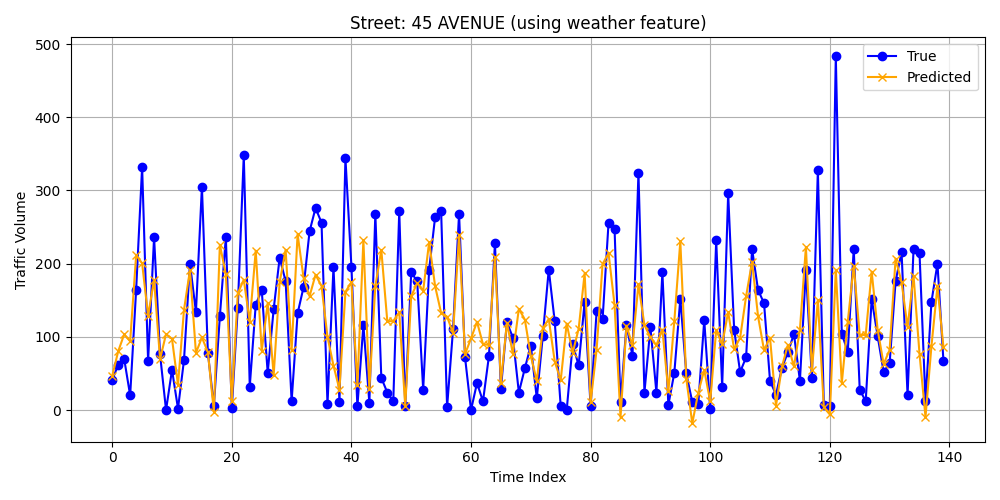 Street: 45 AVENUE (using weather feature)
True
Predicted
Traffic Volume
500
400
300
200
100
0
0 20 40 60 80 100 120 140
Time Index